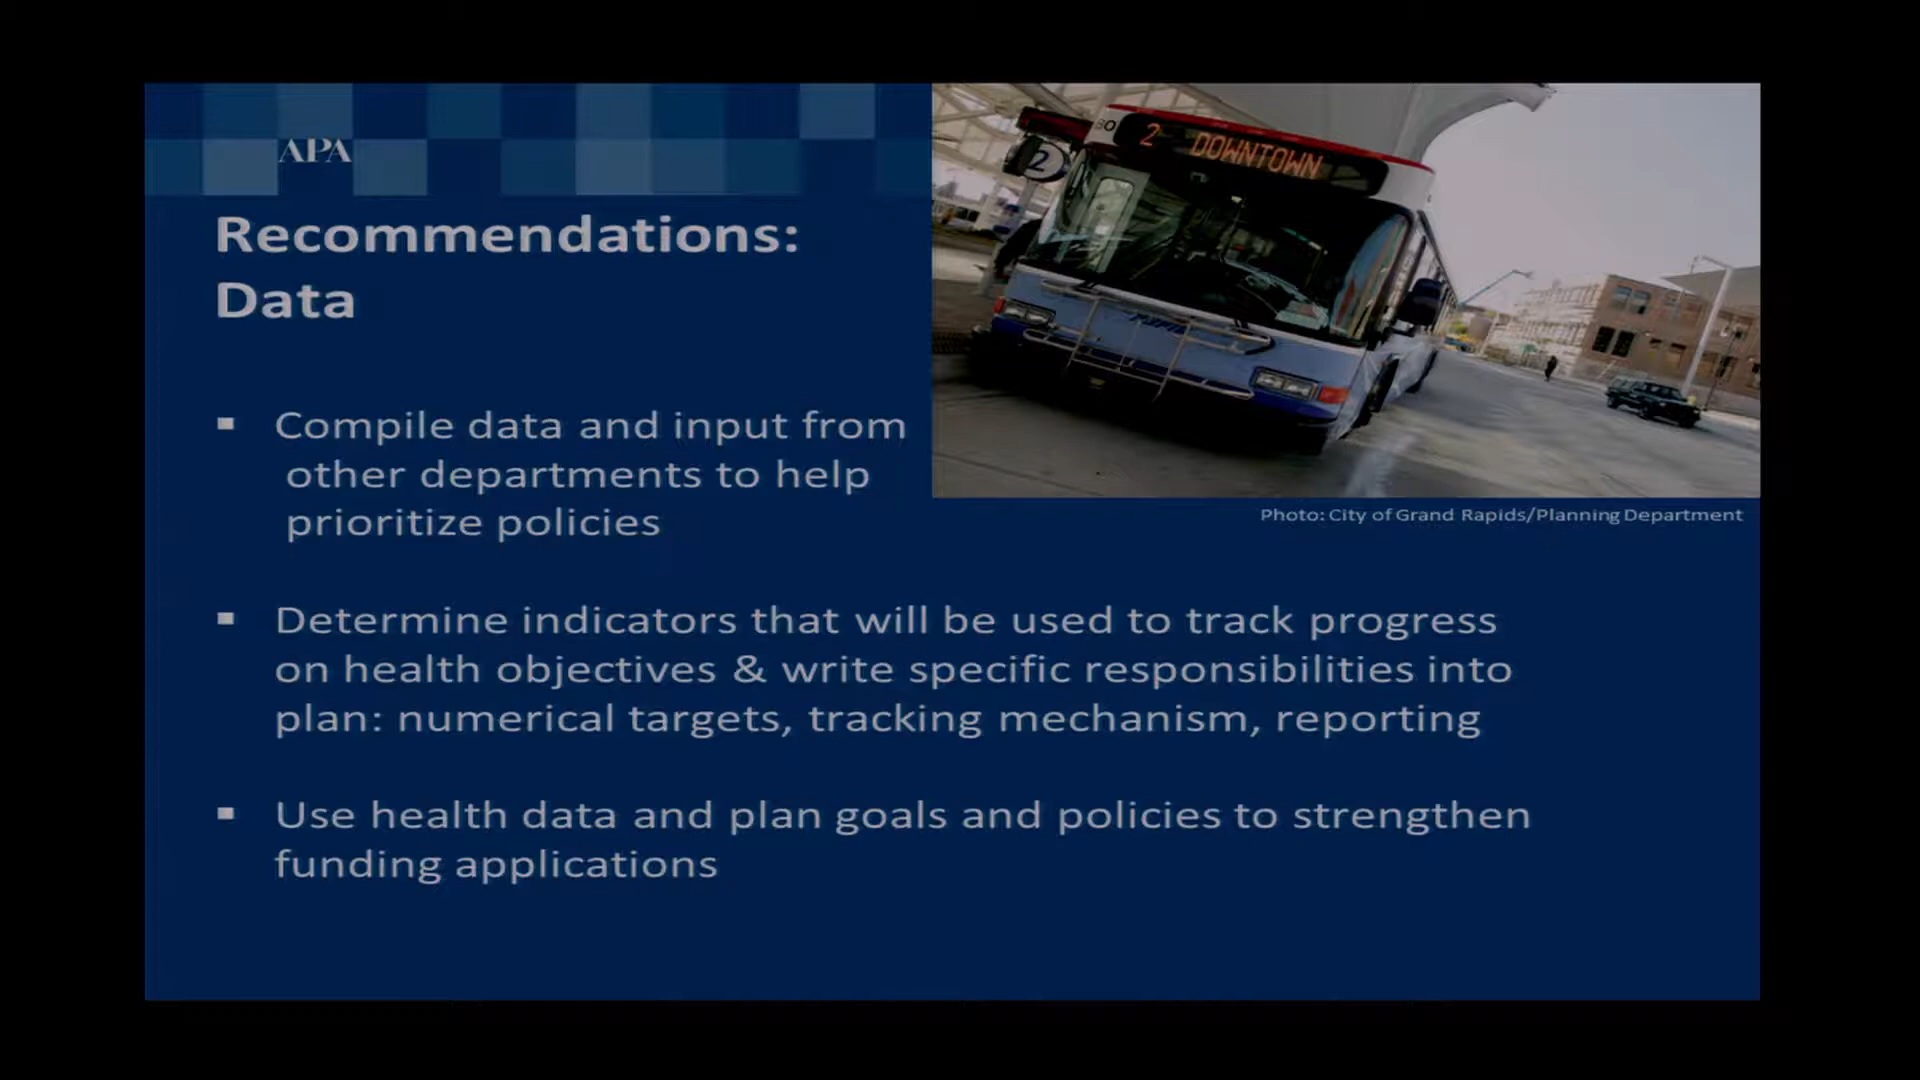 APA
2 DOWNTOWN
2
Recommendations:
Data
▪ Compile data and input from
other departments to help
prioritize policies
Photo: City of Grand Rapids/Planning Department
▪ Determine indicators that will be used to track progress
on health objectives & write specific responsibilities into
plan: numerical targets, tracking mechanism, reporting
▪ Use health data and plan goals and policies to strengthen
funding applications